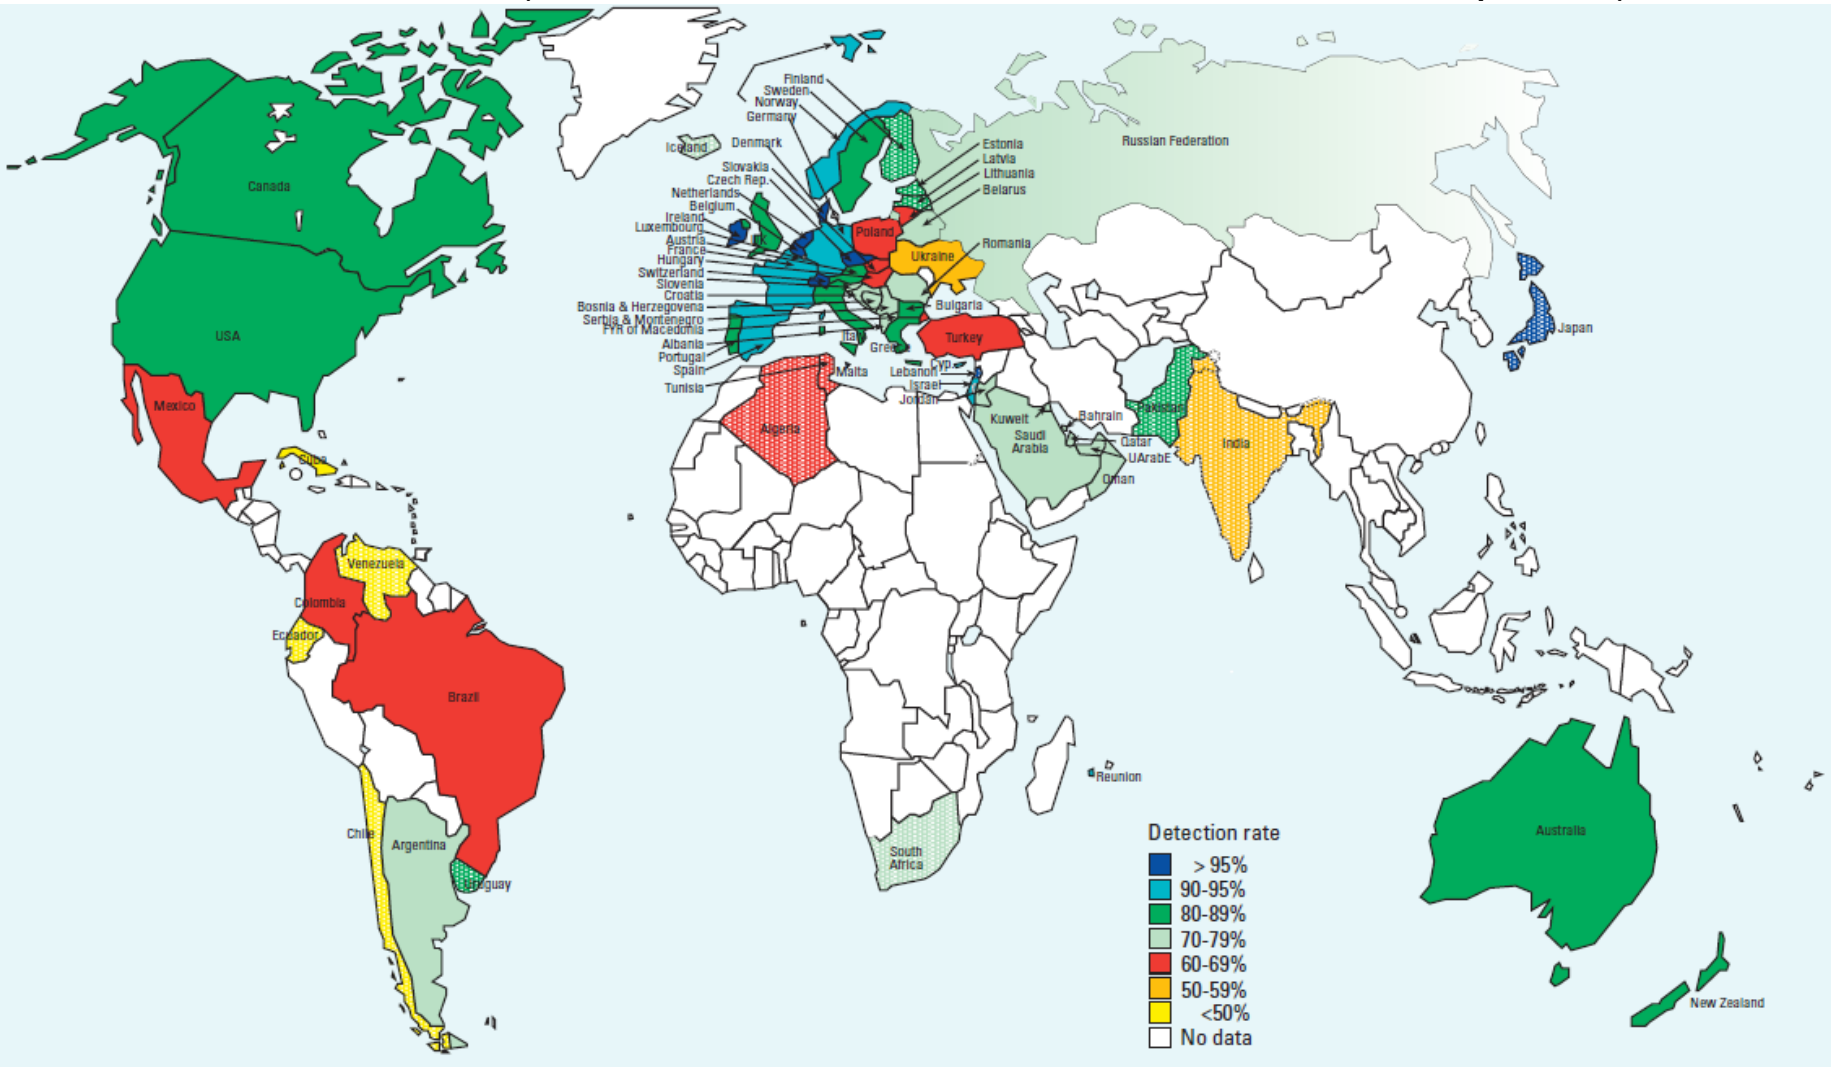 Finland
Sweden
Norway
Germany
Iceland
Denmark
Slovakia
Czech Rep.
Netherlands
Belgium
Ireland
Luxembourg
Austria
France
Hungary
Switzerland
Slovenia
Croatia
Bosnia & Herzegovena
Serbia & Montenegro
FYR of Macedonia
Albania
Portugal
Spain
Tunisia
Estonia
Latvia
Lithuania
Belarus
Romania
Bulgaria
Russian Federation
UK
Poland
Ukraine
Italy
Greece
Turkey
Malta
Cyp.
Lebanon
Israel
Jordan
Canada
USA
Mexico
Cuba
Venezuela
Colombia
Ecuador
Brazil
Chile
Argentina
Uruguay
Algeria
Kuweit
Saudi
Arabia
Bahrain
Qatar
UArabE
Oman
Pakistan
India
Japan
Reunion
South
Africa
Australia
New Zealand
Detection rate
> 95%
90-95%
80-89%
70-79%
60-69%
50-59%
<50%
No data